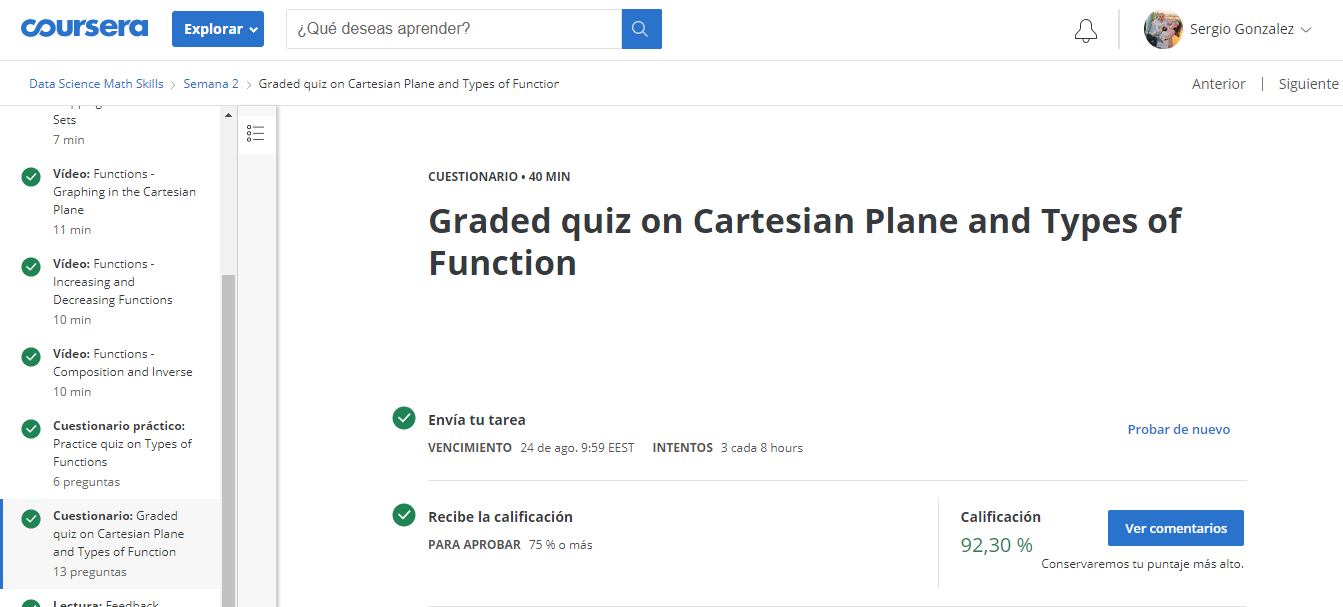 coursera
Explorar
¿Qué deseas aprender?
Sergio Gonzalez
Data Science Math Skills > Semana 2 > Graded quiz on Cartesian Plane and Types of Function
Anterior | Siguiente
Sets
7 min
Vídeo: Functions -
Graphing in the Cartesian
Plane
11 min
Vídeo: Functions -
Increasing and
Decreasing Functions
10 min
Vídeo: Functions -
Composition and Inverse
10 min
Cuestionario práctico:
Practice quiz on Types of
Functions
6 preguntas
Cuestionario: Graded
quiz on Cartesian Plane
and Types of Function
13 preguntas
Lectura: Feedback
CUESTIONARIO • 40 MIN
Graded quiz on Cartesian Plane and Types of
Function
Envía tu tarea
VENCIMIENTO 24 de ago. 9:59 EEST INTENTOS 3 cada 8 hours
Probar de nuevo
Recibe la calificación
PARA APROBAR 75 % o más
Calificación
92,30 %
Ver comentarios
Conservaremos tu puntaje más alto.